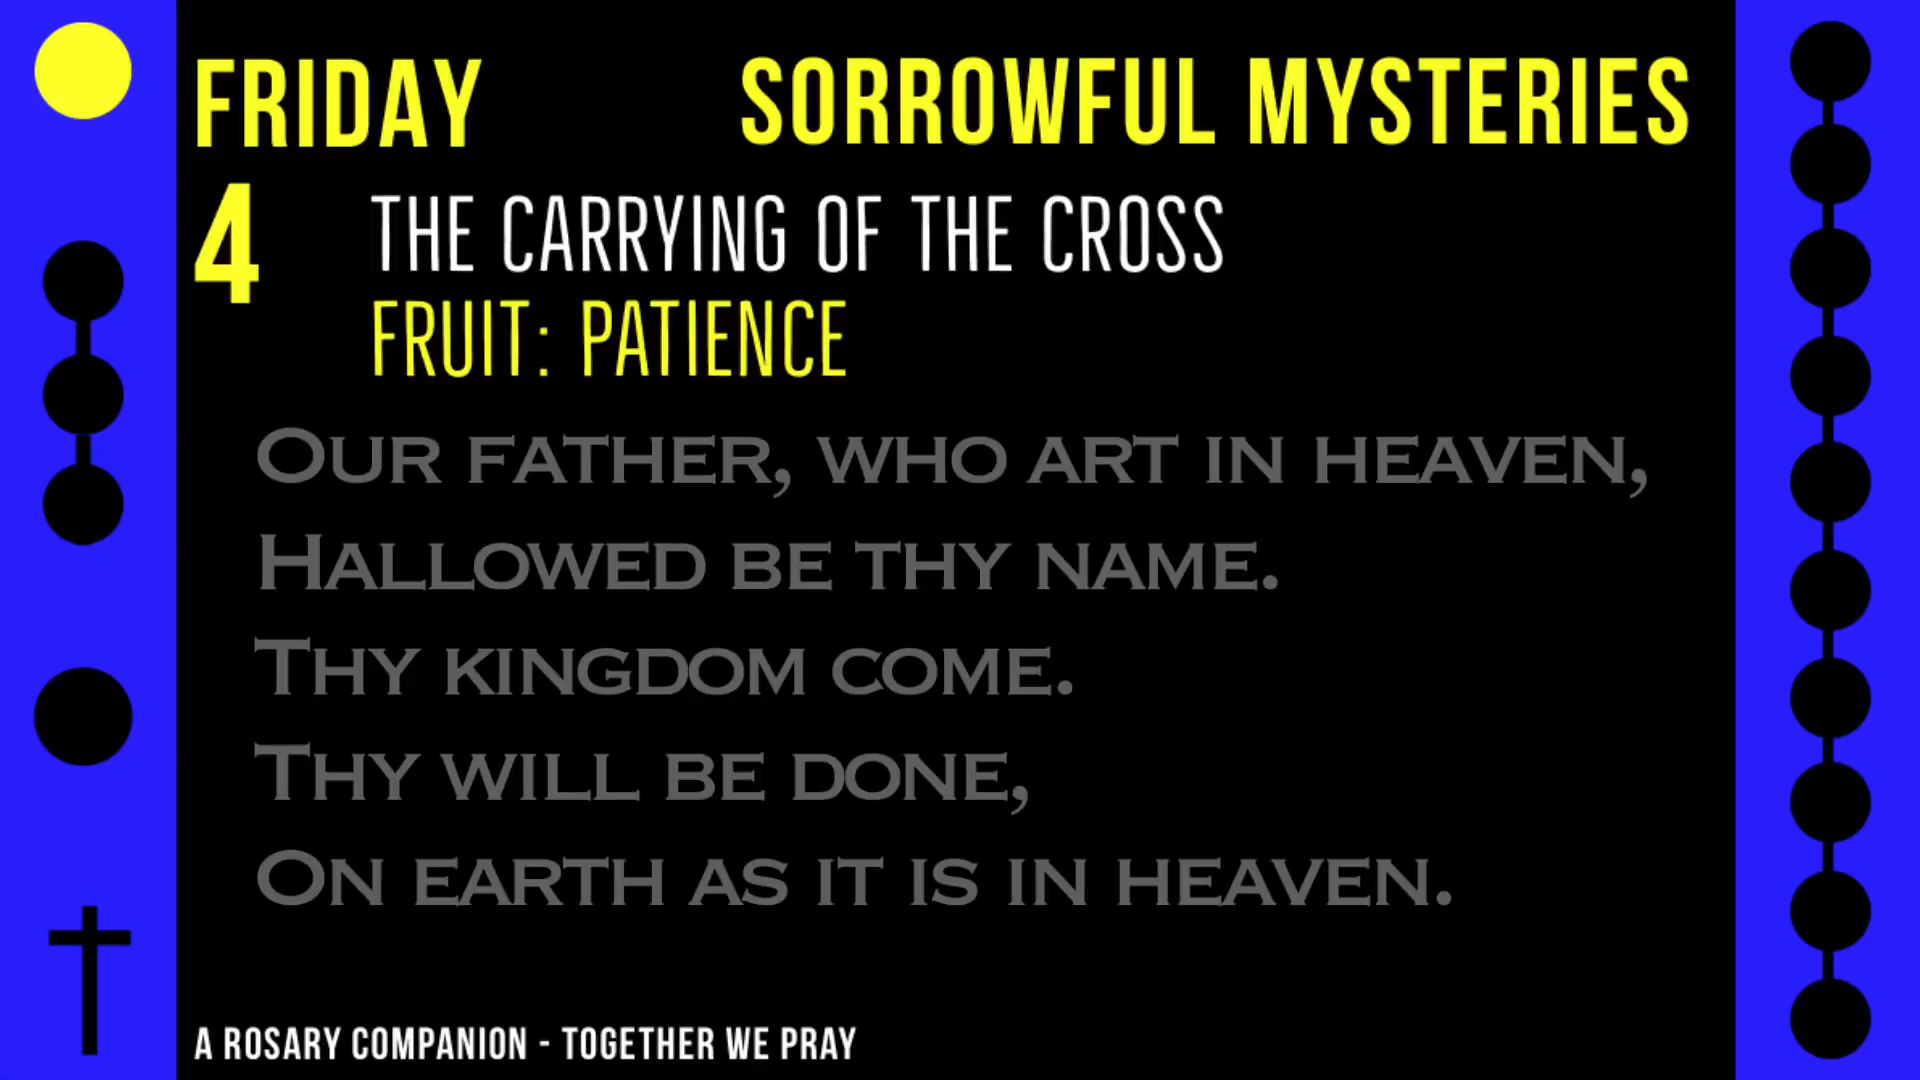 FRIDAY SORROWFUL MYSTERIES
4 THE CARRYING OF THE CROSS
FRUIT: PATIENCE
OUR FATHER, WHO ART IN HEAVEN,
HALLOWED BE THY NAME.
THY KINGDOM COME.
THY WILL BE DONE,
ON EARTH AS IT IS IN HEAVEN.
A ROSARY COMPANION - TOGETHER WE PRAY